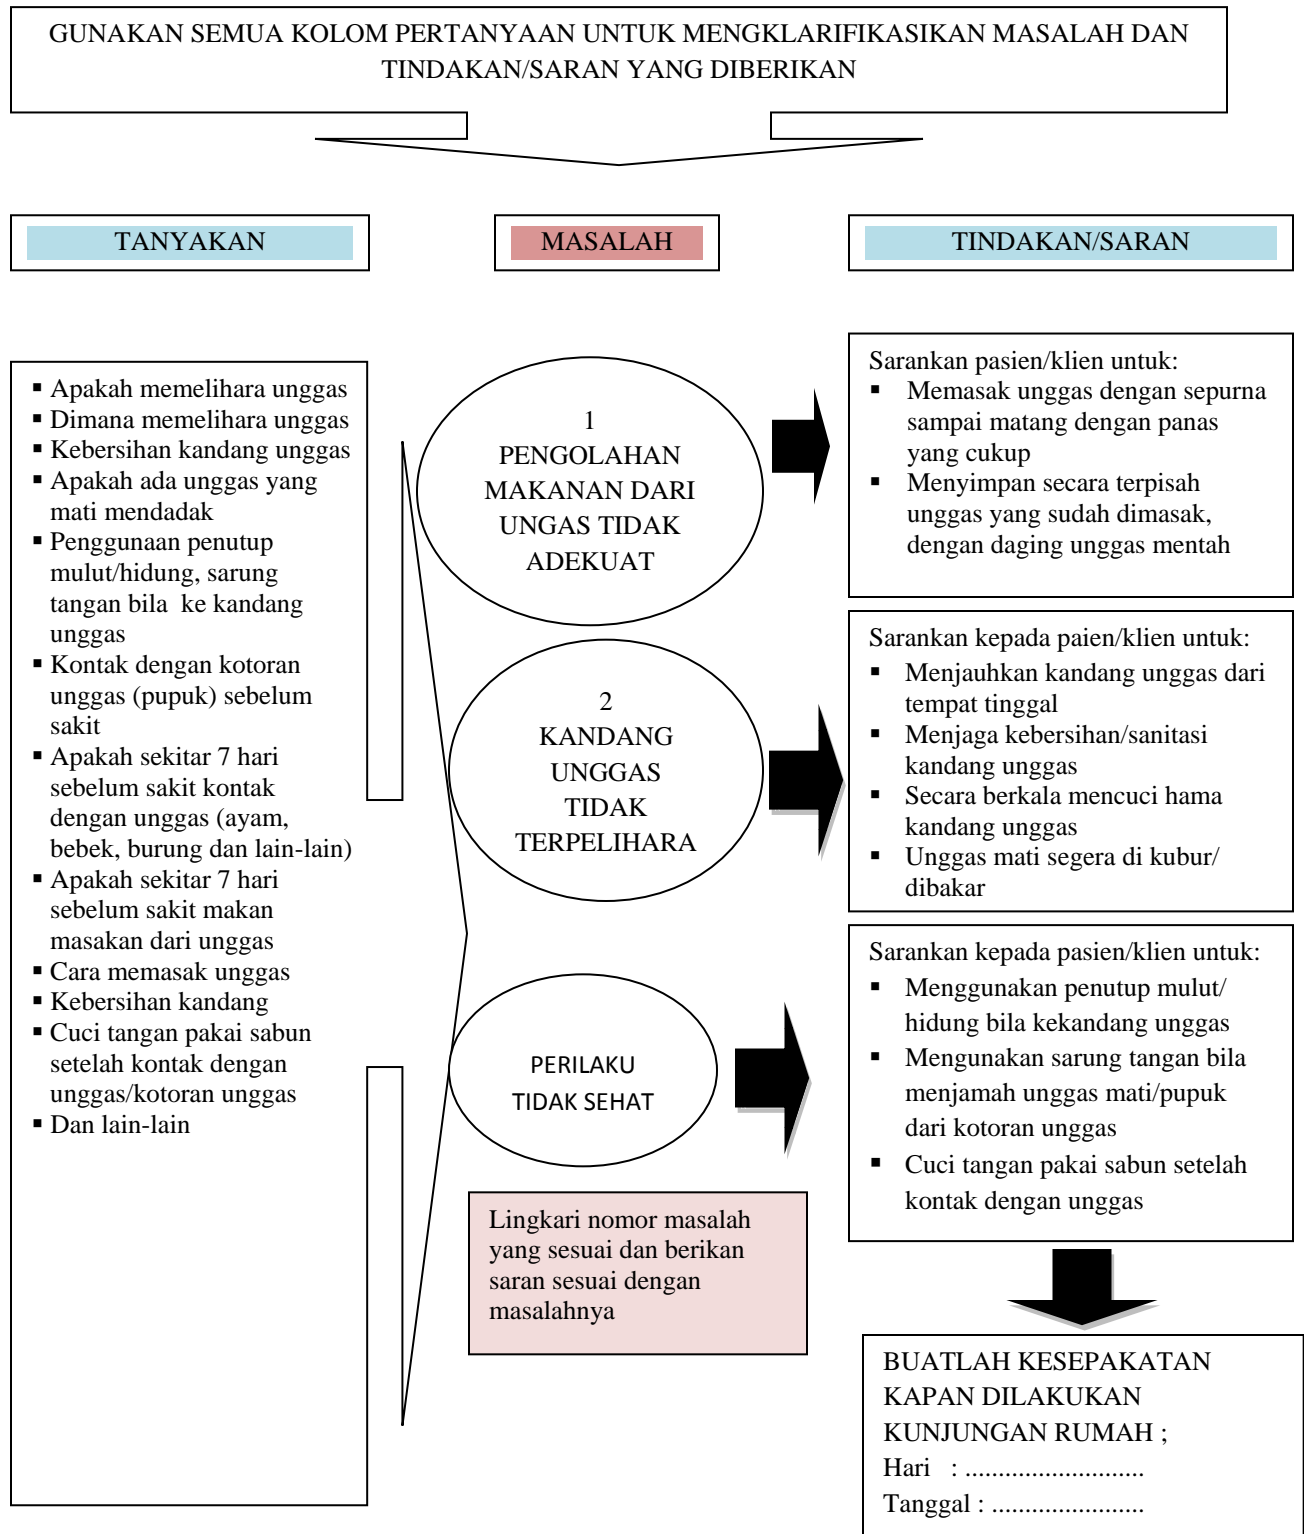 GUNAKAN SEMUA KOLOM PERTANYAAN UNTUK MENGKLARIFIKASIKAN MASALAH DAN
TINDAKAN/SARAN YANG DIBERIKAN
TANYAKAN
MASALAH
TINDAKAN/SARAN
▪ Apakah memelihara unggas
▪ Dimana memelihara unggas
▪ Kebersihan kandang unggas
▪ Apakah ada unggas yang
mati mendadak
▪ Penggunaan penutup
mulut/hidung, sarung
tangan bila ke kandang
unggas
▪ Kontak dengan kotoran
unggas (pupuk) sebelum
sakit
▪ Apakah sekitar 7 hari
sebelum sakit kontak
dengan unggas (ayam,
bebek, burung dan lain-lain)
▪ Apakah sekitar 7 hari
sebelum sakit makan
masakan dari unggas
▪ Cara memasak unggas
▪ Kebersihan kandang
▪ Cuci tangan pakai sabun
setelah kontak dengan
unggas/kotoran unggas
▪ Dan lain-lain
1
PENGOLAHAN
MAKANAN DARI
UNGAS TIDAK
ADEKUAT
Sarankan pasien/klien untuk:
▪ Memasak unggas dengan sepurna
sampai matang dengan panas
yang cukup
▪ Menyimpan secara terpisah
unggas yang sudah dimasak,
dengan daging unggas mentah
2
KANDANG
UNGGAS
TIDAK
TERPELIHARA
Sarankan kepada paien/klien untuk:
▪ Menjauhkan kandang unggas dari
tempat tinggal
▪ Menjaga kebersihan/sanitasi
kandang unggas
▪ Secara berkala mencuci hama
kandang unggas
▪ Unggas mati segera di kubur/
dibakar
PERILAKU
TIDAK SEHAT
Sarankan kepada pasien/klien untuk:
▪ Menggunakan penutup mulut/
hidung bila kekandang unggas
▪ Mengunakan sarung tangan bila
menjamah unggas mati/pupuk
dari kotoran unggas
▪ Cuci tangan pakai sabun setelah
kontak dengan unggas
Lingkari nomor masalah
yang sesuai dan berikan
saran sesuai dengan
masalahnya
BUATLAH KESEPAKATAN
KAPAN DILAKUKAN
KUNJUNGAN RUMAH ;
Hari : ...........................
Tanggal : .......................